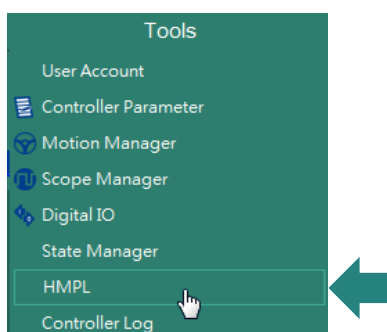 Tools
User Account
Controller Parameter
Motion Manager
Scope Manager
Digital IO
State Manager
HMPL
Controller Log